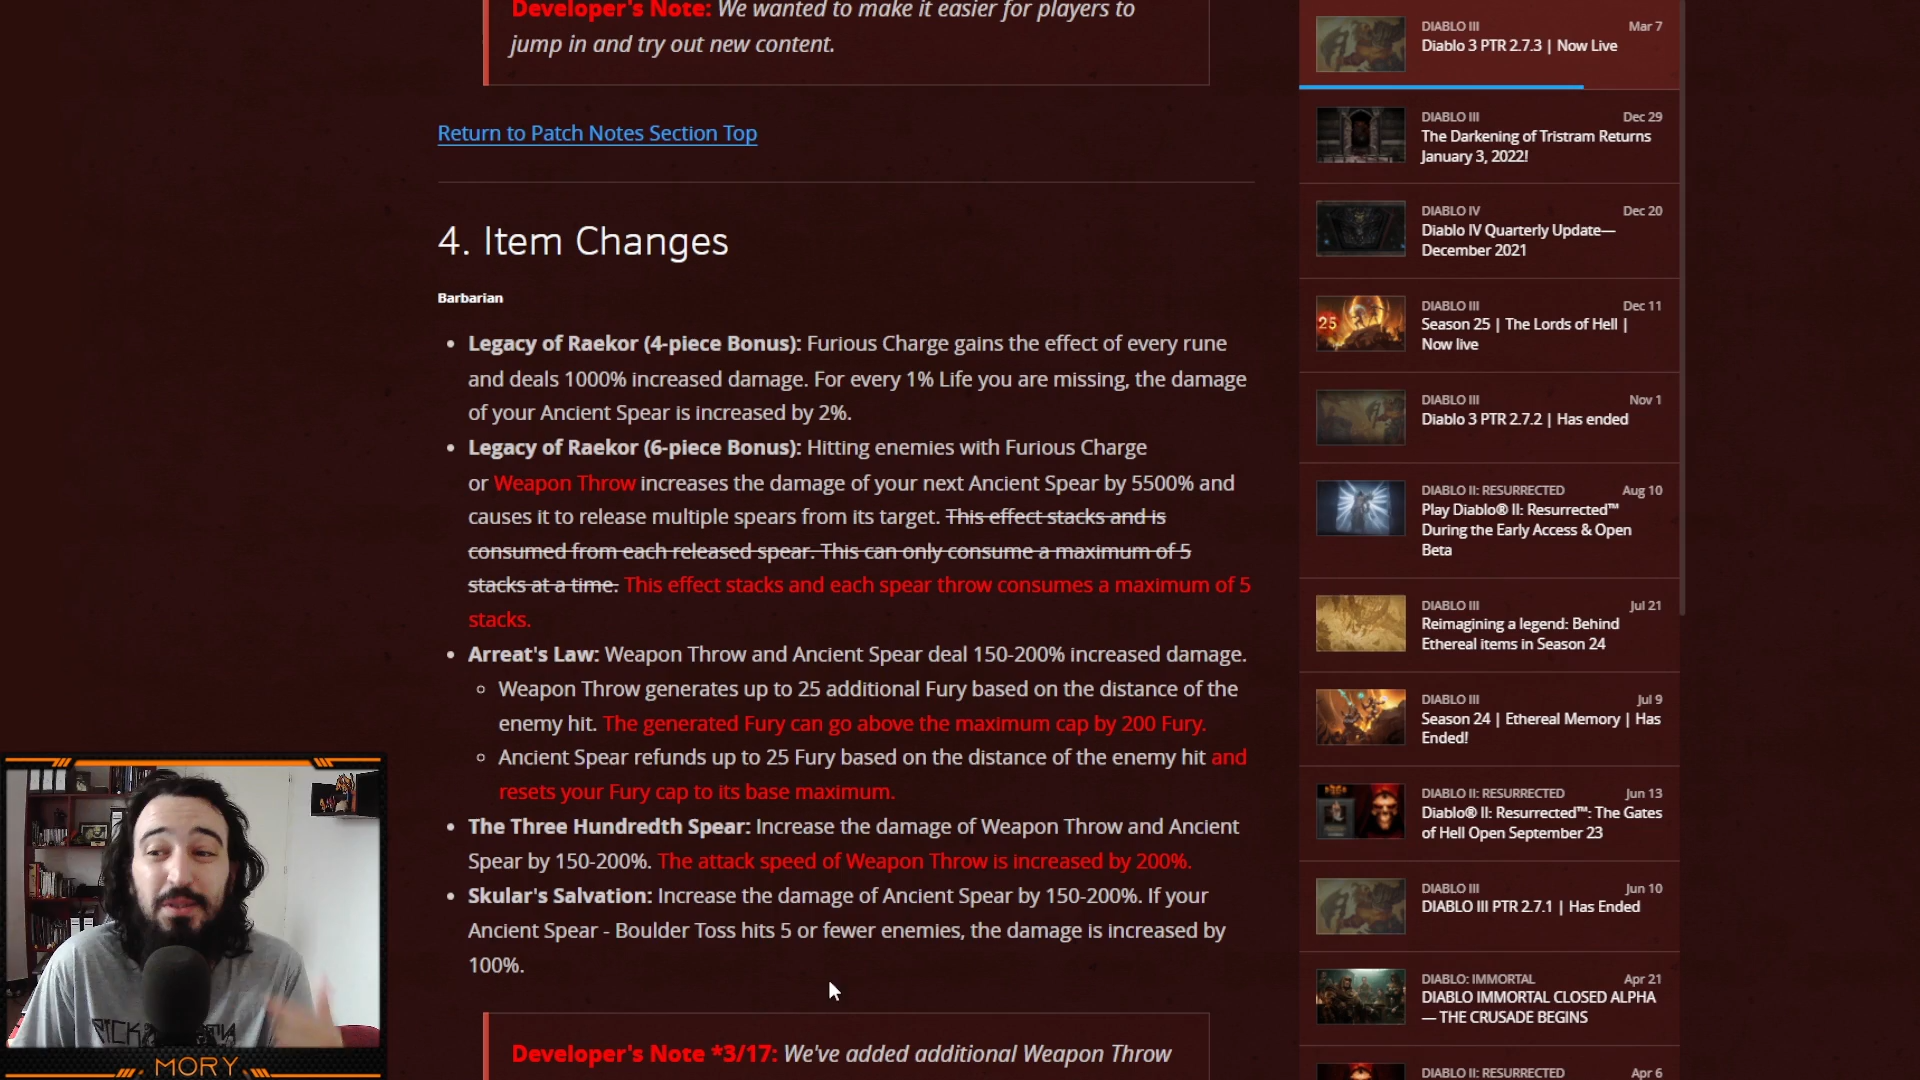 Developer's Note: We wanted to make it easier for players to
jump in and try out new content.
Return to Patch Notes Section Top
4. Item Changes
Barbarian
• Legacy of Raekor (4-piece Bonus): Furious Charge gains the effect of every rune
and deals 1000% increased damage. For every 1% Life you are missing, the damage
of your Ancient Spear is increased by 2%.
• Legacy of Raekor (6-piece Bonus): Hitting enemies with Furious Charge
or Weapon Throw increases the damage of your next Ancient Spear by 5500% and
causes it to release multiple spears from its target. This effect stacks and is
consumed from each released spear. This can only consume a maximum of 5
stacks at a time. This effect stacks and each spear throw consumes a maximum of 5
stacks.
• Arreat's Law: Weapon Throw and Ancient Spear deal 150-200% increased damage.
Weapon Throw generates up to 25 additional Fury based on the distance of the
enemy hit. The generated Fury can go above the maximum cap by 200 Fury.
Ancient Spear refunds up to 25 Fury based on the distance of the enemy hit and
resets your Fury cap to its base maximum.
• The Three Hundredth Spear: Increase the damage of Weapon Throw and Ancient
Spear by 150-200%. The attack speed of Weapon Throw is increased by 200%.
• Skular's Salvation: Increase the damage of Ancient Spear by 150-200%. If your
Ancient Spear - Boulder Toss hits 5 or fewer enemies, the damage is increased by
100%.
Developer's Note *3/17: We've added additional Weapon Throw
DIABLO III Mar 7
Diablo 3 PTR 2.7.3 | Now Live
DIABLO III Dec 29
The Darkening of Tristram Returns
January 3, 2022!
DIABLO IV Dec 20
Diablo IV Quarterly Update—
December 2021
25
DIABLO III Dec 11
Season 25 | The Lords of Hell |
Now live
DIABLO III Nov 1
Diablo 3 PTR 2.7.2 | Has ended
DIABLO II: RESURRECTED Aug 10
Play Diablo® II: Resurrected™
During the Early Access & Open
Beta
DIABLO III Jul 21
Reimagining a legend: Behind
Ethereal items in Season 24
DIABLO III Jul 9
Season 24 | Ethereal Memory | Has
Ended!
DIABLO II: RESURRECTED Jun 13
Diablo® II: Resurrected™: The Gates
of Hell Open September 23
DIABLO III Jun 10
DIABLO III PTR 2.7.1 | Has Ended
DIABLO: IMMORTAL Apr 21
DIABLO IMMORTAL CLOSED ALPHA
— THE CRUSADE BEGINS
DIABLO II: RESURRECTED Apr 6
MORY